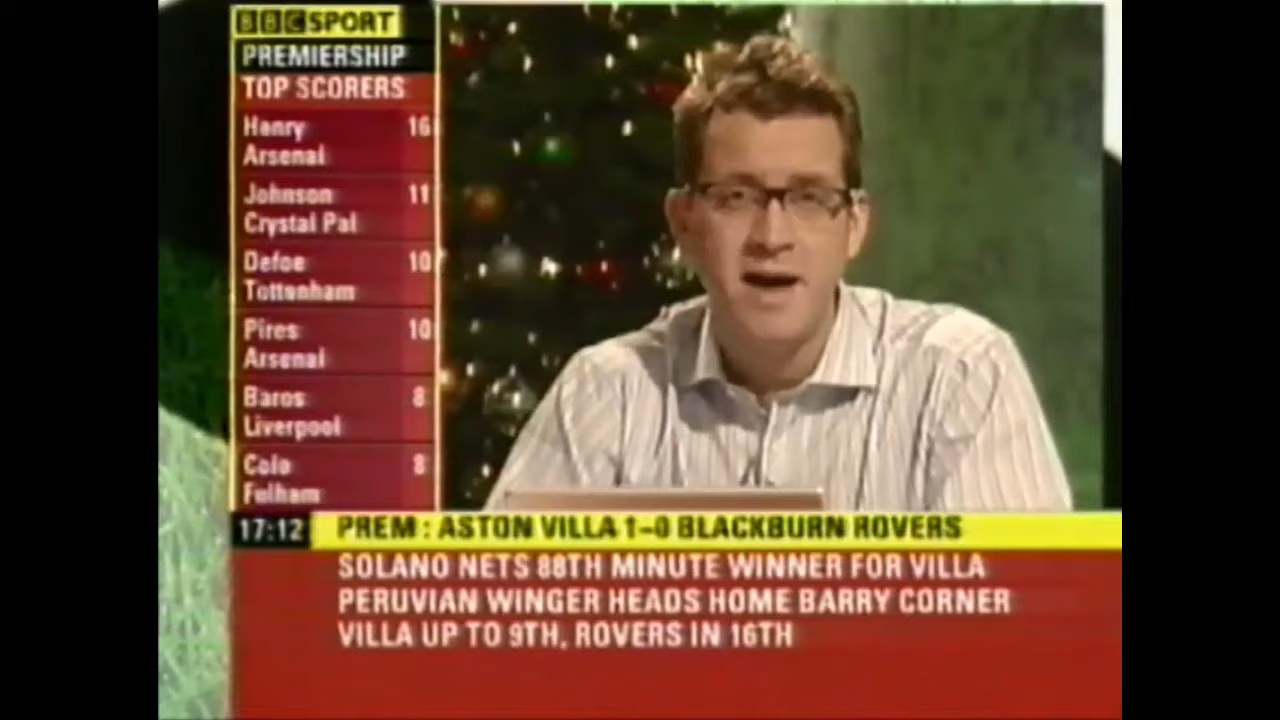 BBC SPORT
PREMIERSHIP
TOP SCORERS
Henry 16
Arsenal
Johnson 11
Crystal Pal
Defoe 10
Tottenham
Pires 10
Arsenal
Baros 8
Liverpool
Cole 8
Fulham
17:12 PREM : ASTON VILLA 1-0 BLACKBURN ROVERS
SOLANO NETS 88TH MINUTE WINNER FOR VILLA
PERUVIAN WINGER HEADS HOME BARRY CORNER
VILLA UP TO 9TH, ROVERS IN 16TH